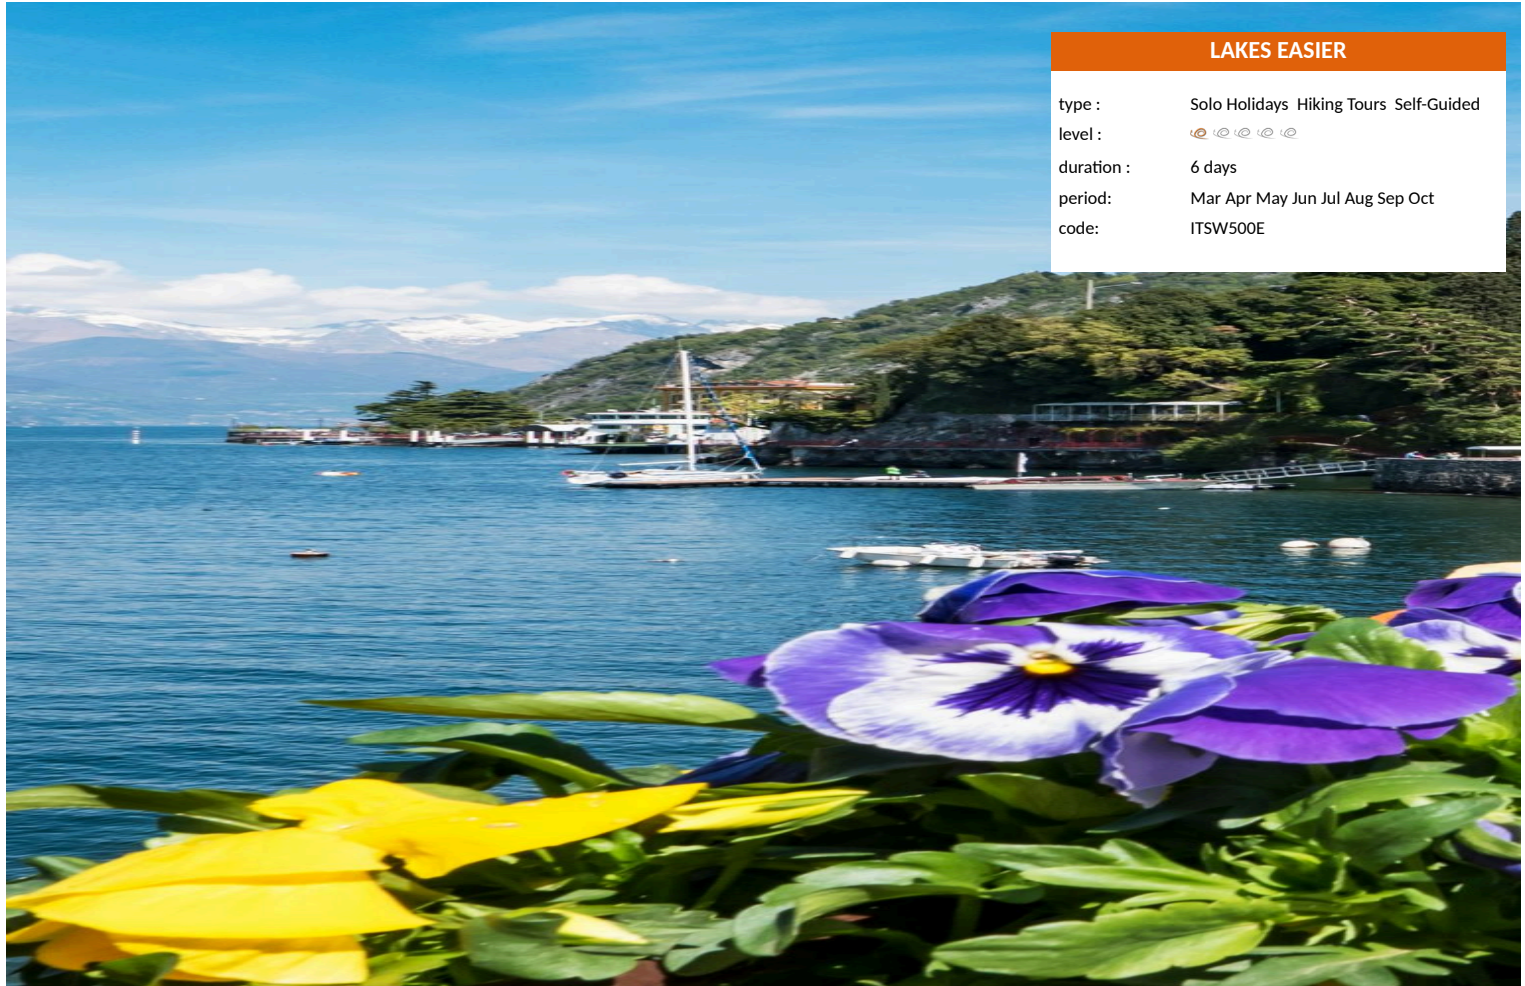 LAKES EASIER
type : Solo Holidays Hiking Tours Self-Guided
level :
duration : 6 days
period: Mar Apr May Jun Jul Aug Sep Oct
code: ITSW500E